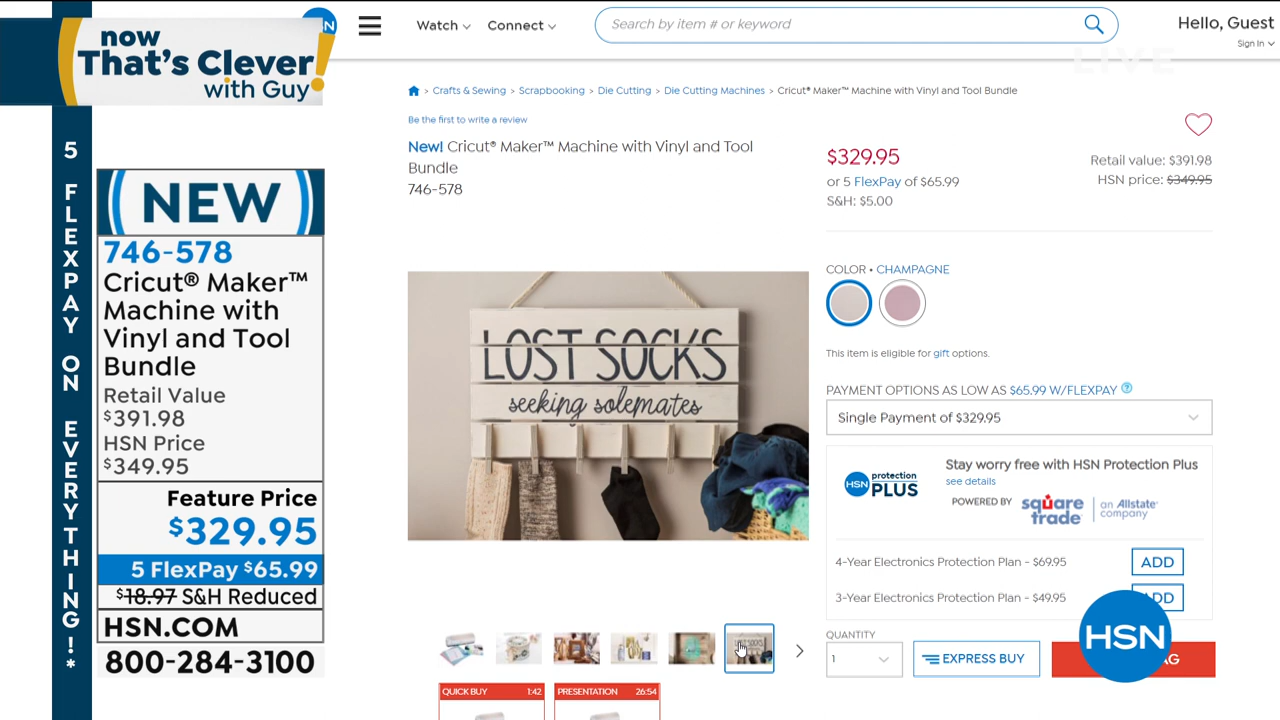 now
That's Clever!
with Guy
5 FLEXPAY ON EVERYTHING!*
NEW
746-578
Cricut® Maker™
Machine with
Vinyl and Tool
Bundle
Retail Value
$391.98
HSN Price
$349.95
Feature Price
$329.95
5 FlexPay $65.99
$18.97 S&H Reduced
HSN.COM
800-284-3100
Watch
Connect
Search by item # or keyword
Hello, Guest
Sign In
LIVE
> Crafts & Sewing > Scrapbooking > Die Cutting > Die Cutting Machines > Cricut® Maker™ Machine with Vinyl and Tool Bundle
Be the first to write a review
New! Cricut® Maker™ Machine with Vinyl and Tool
Bundle
746-578
$329.95
or 5 FlexPay of $65.99
S&H: $5.00
Retail value: $391.98
HSN price: $349.95
COLOR • CHAMPAGNE
This item is eligible for gift options.
PAYMENT OPTIONS AS LOW AS $65.99 W/FLEXPAY ?
Single Payment of $329.95
HSN protection PLUS
Stay worry free with HSN Protection Plus
see details
POWERED BY
square trade
an Allstate company
4-Year Electronics Protection Plan - $69.95
ADD
3-Year Electronics Protection Plan - $49.95
DD
HSN
QUANTITY
1
EXPRESS BUY
AG
LOST SOCKS
seeking solemates
QUICK BUY 1:42
PRESENTATION 26:54